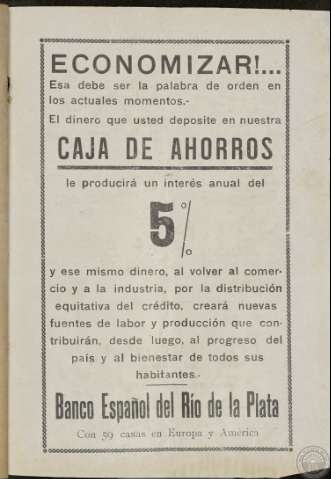 ECONOMIZAR!...
Esa debe ser la palabra de orden en
los actuales momentos.-
El dinero que usted deposite en nuestra
CAJA DE AHORROS
le producirá un interés anual del
5%
y ese mismo dinero, al volver al comer-
cio y a la industria, por la distribución
equitativa del crédito, creará nuevas
fuentes de labor y producción que con-
tribuirán, desde luego, al progreso del
país y al bienestar de todos sus
habitantes.-
Banco Español del Río de la Plata
Con 59 casas en Europa y América